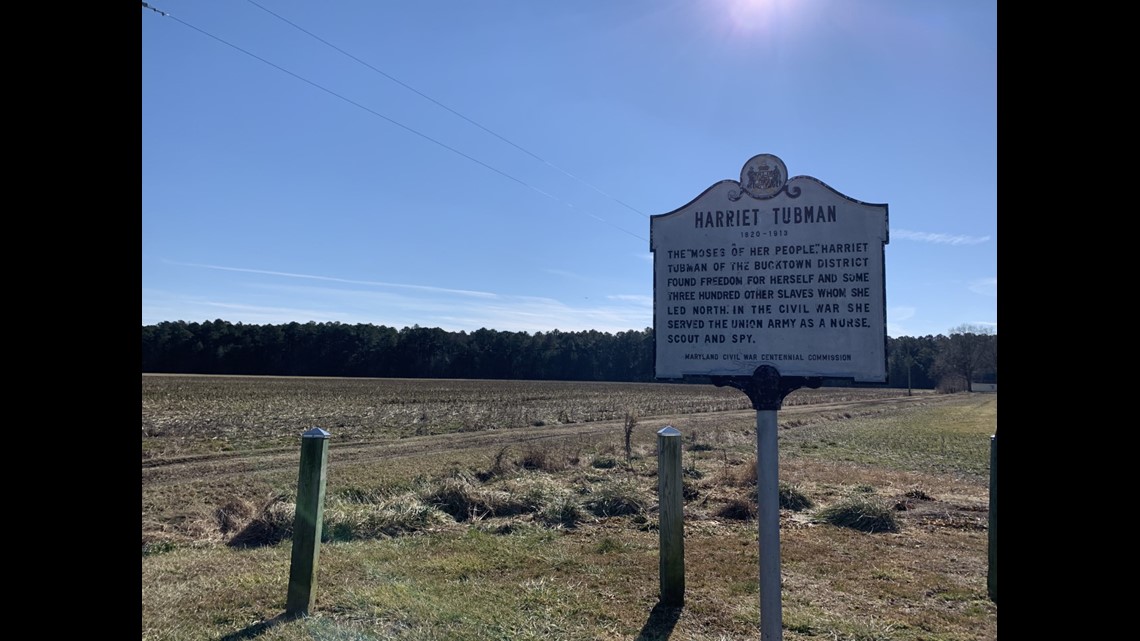 HARRIET TUBMAN
1820-1913
THE "MOSES OF HER PEOPLE," HARRIET
TUBMAN OF THE BUCKTOWN DISTRICT
FOUND FREEDOM FOR HERSELF AND SOME
THREE HUNDRED OTHER SLAVES WHOM SHE
LED NORTH. IN THE CIVIL WAR SHE
SERVED THE UNION ARMY AS A NURSE,
SCOUT AND SPY.
MARYLAND CIVIL WAR CENTENNIAL COMMISSION